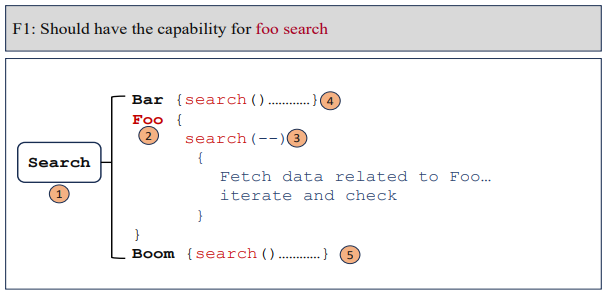 F1: Should have the capability for foo search
Bar {search()............} 4
Foo {
2
search(--) 3
{
Search
Fetch data related to Foo…
iterate and check
1
}
}
Boom {search()............} 5